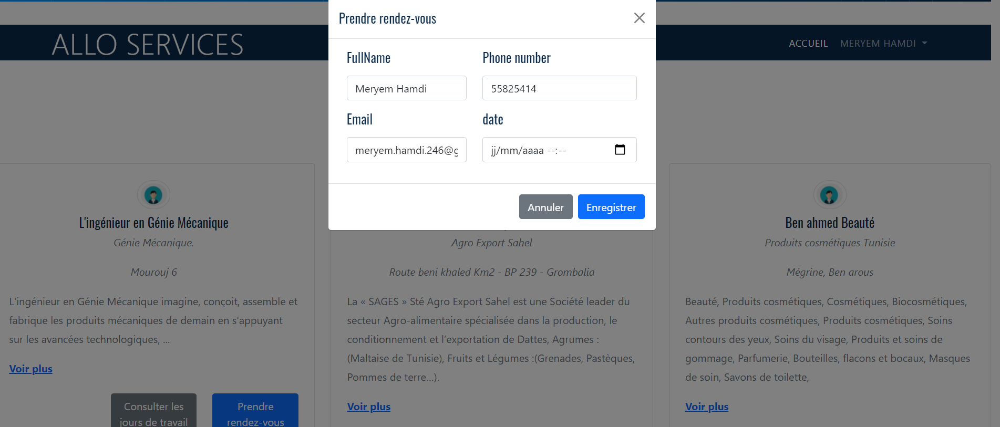 Prendre rendez-vous
ALLO SERVICES
ACCUEIL
MERYEM HAMDI
FullName
Phone number
Meryem Hamdi
55825414
Email
date
meryem.hamdi.246@g
jj/mm/aaaa --:--
Annuler
Enregistrer
L'ingénieur en Génie Mécanique
Génie Mécanique.
Mourouj 6
L'ingénieur en Génie Mécanique imagine, conçoit, assemble et
fabrique les produits mécaniques de demain en s'appuyant
sur les avancées technologiques, ...
Voir plus
Consulter les
jours de travail
Prendre
rendez-vous
Agro Export Sahel
Route beni khaled Km2 - BP 239 - Grombalia
La « SAGES » Sté Agro Export Sahel est une Société leader du
secteur Agro-alimentaire spécialisée dans la production, le
conditionnement et l’exportation de Dattes, Agrumes :
(Maltaise de Tunisie), Fruits et Légumes :(Grenades, Pastèques,
Pommes de terre…).
Voir plus
Ben ahmed Beauté
Produits cosmétiques Tunisie
Mégrine, Ben arous
Beauté, Produits cosmétiques, Cosmétiques, Biocosmétiques,
Autres produits cosmétiques, Produits cosmétiques, Soins
contours des yeux, Soins du visage, Produits et soins de
gommage, Parfumerie, Bouteilles, flacons et bocaux, Masques
de soin, Savons de toilette,
Voir plus